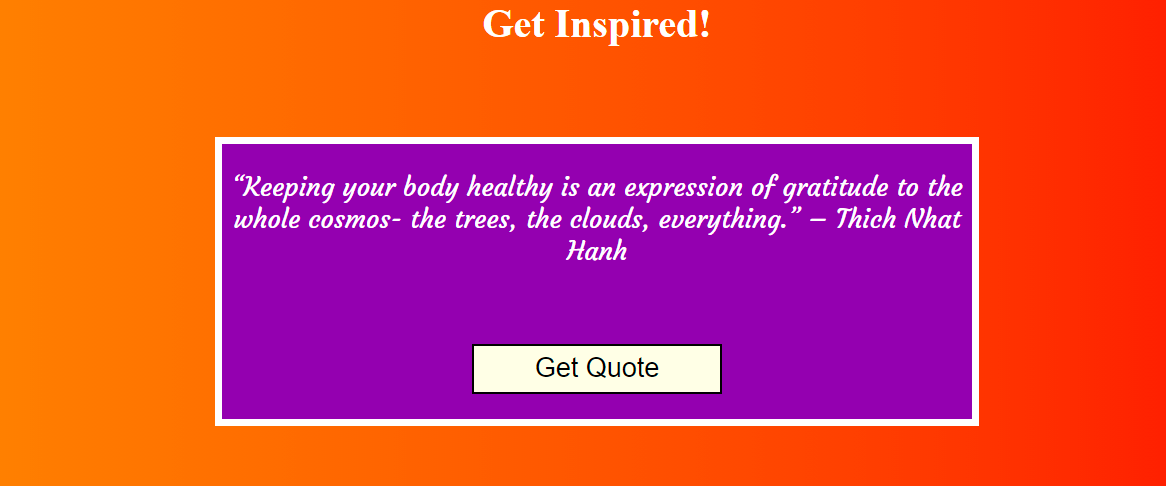 Get Inspired!
“Keeping your body healthy is an expression of gratitude to the
whole cosmos- the trees, the clouds, everything.” – Thich Nhat
Hanh
Get Quote